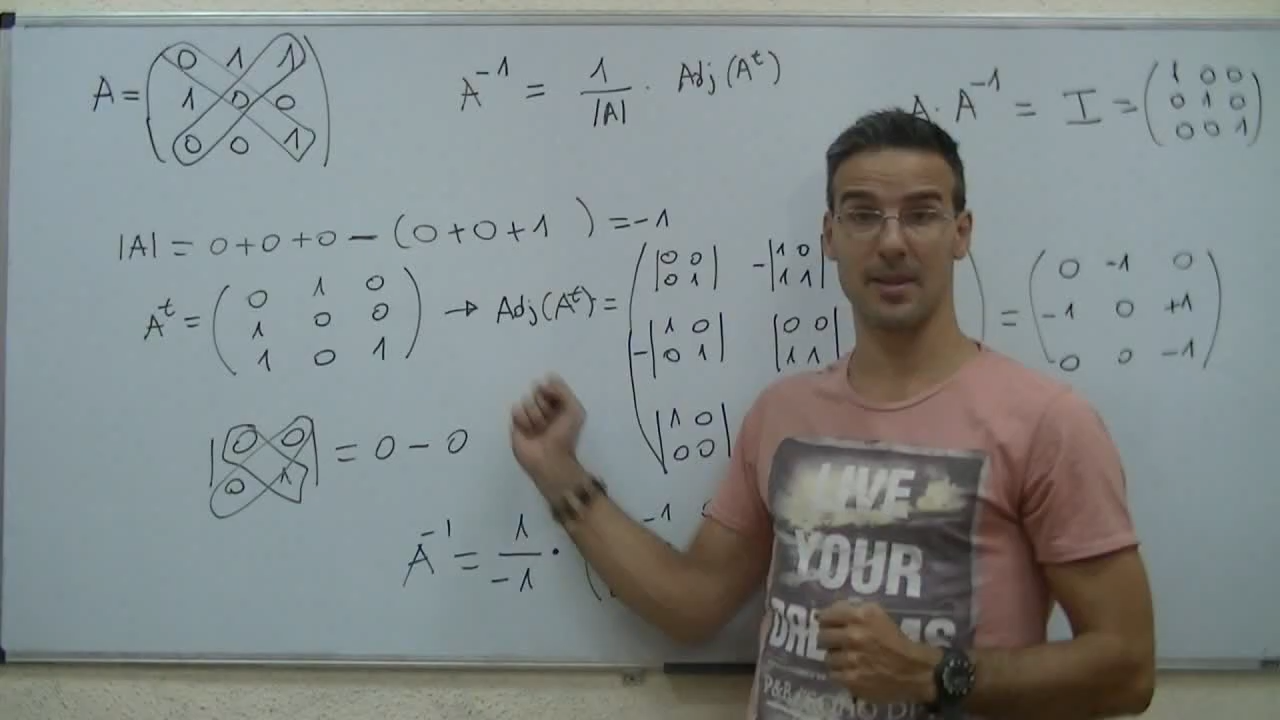 A = ( 0 1 1
1 0 0
0 0 1 )
A⁻¹ = 1/|A| · Adj(Aᵗ)
A · A⁻¹ = I = ( 1 0 0
0 1 0
0 0 1 )
|A| = 0+0+0 − (0+0+1 ) = −1
Aᵗ = ( 0 1 0
1 0 0
1 0 1 )
→ Adj(Aᵗ) = ( |0 0 −|1 0
0 1| 1 1|
−|1 0 |0 0
0 1| 1 1|
|1 0
0 0|
) = ( 0 -1 0
-1 0 +1
0 0 -1 )
|0 0
0 1| = 0 − 0
A⁻¹ = 1/−1 · (
-1
LIVE
YOUR